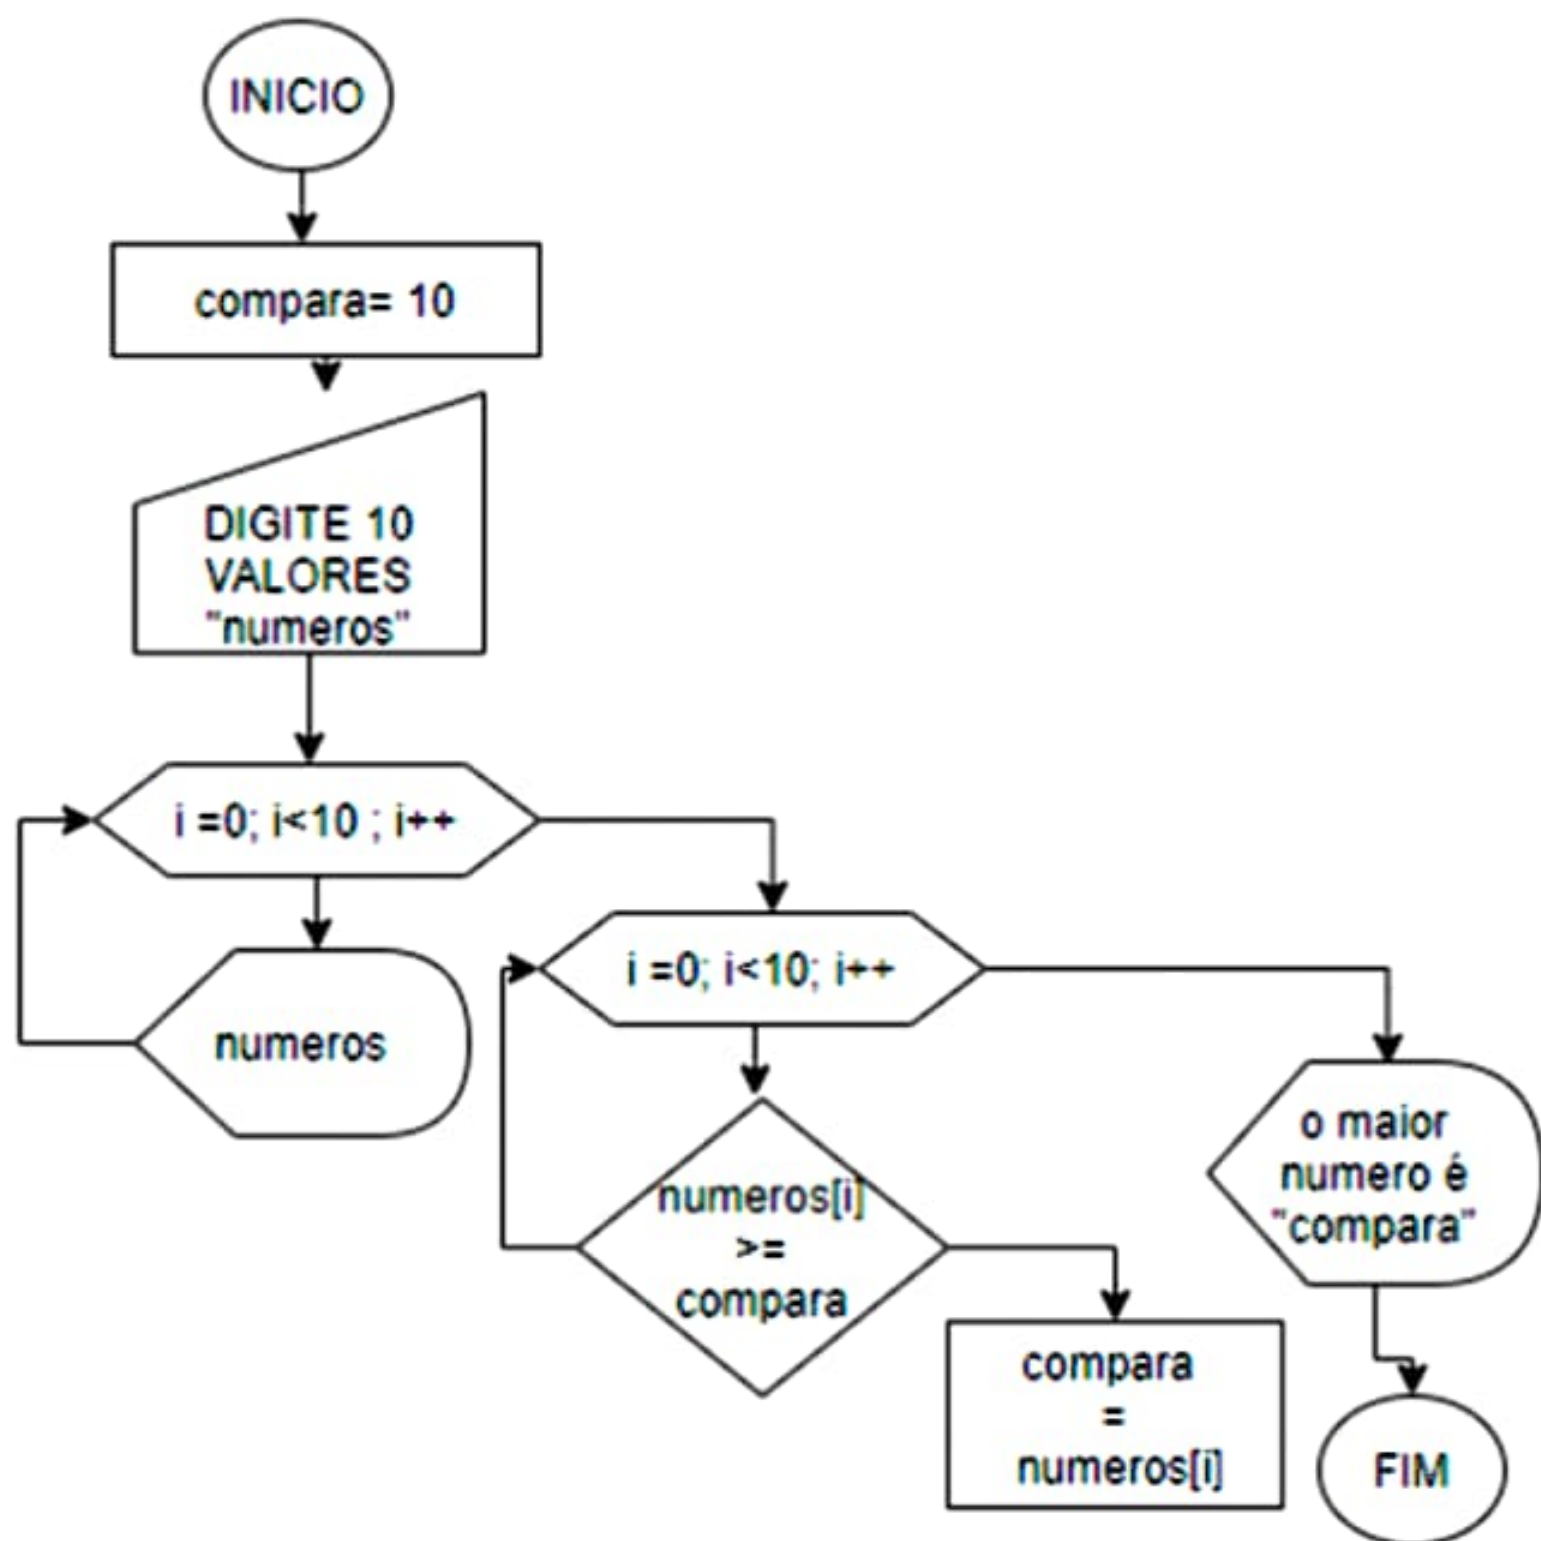 INICIO
compara= 10
DIGITE 10
VALORES
"numeros"
i =0; i<10 ; i++
numeros
i =0; i<10; i++
numeros[i]
>=
compara
compara
=
numeros[i]
o maior
numero é
"compara"
FIM